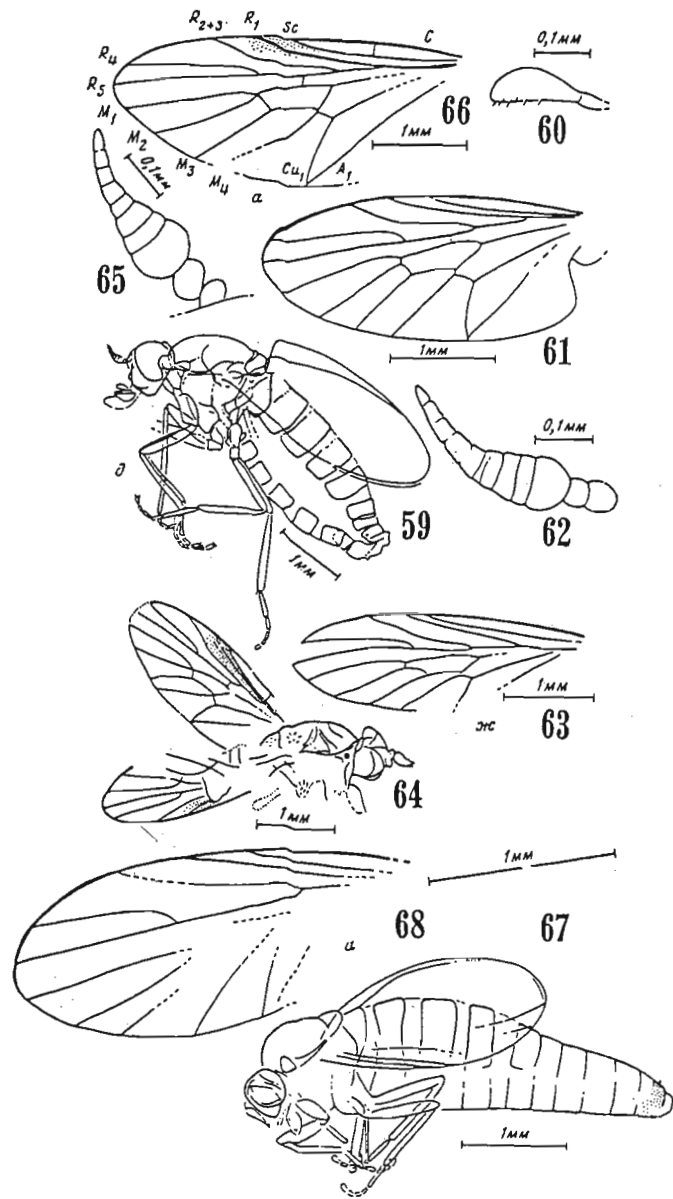 R₂₊₃ R₁ Sc C
R₄
R₅
M₁
M₂
M₃
M₄
Cu₁
A₁
а
66
1мм
0,1мм
60
0,1мм
65
61
1мм
д
59
1мм
0,1мм
62
63
1мм
ж
64
1мм
68
и
1мм
67
1мм